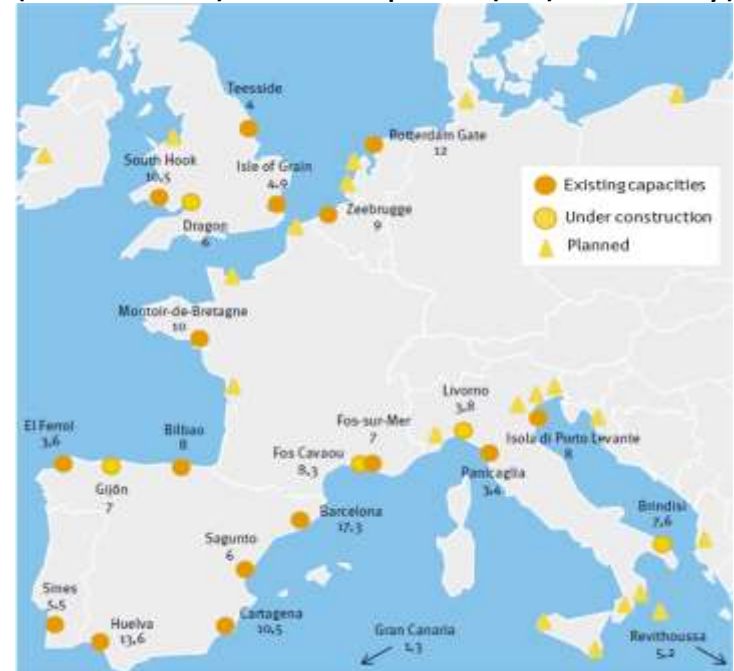 Teesside
4
Rotterdam Gate
12
South Hook
10,5
Isle of Grain
4,9
Existing capacities
Under construction
Planned
Zeebrugge
9
Dragon
6
Montoir-de-Bretagne
10
El Ferrol
3,6
Bilbao
8
Livorno
3,8
Fos-sur-Mer
7
Fos Cavaou
8,3
Isola di Porto Levante
8
Panicaglia
3,4
Gijón
7
Barcelona
17,3
Brindisi
7,6
Sagunto
6
Sines
5,5
Huelva
13,6
Cartagena
10,5
Gran Canaria
1,3
Revithoussa
5,2